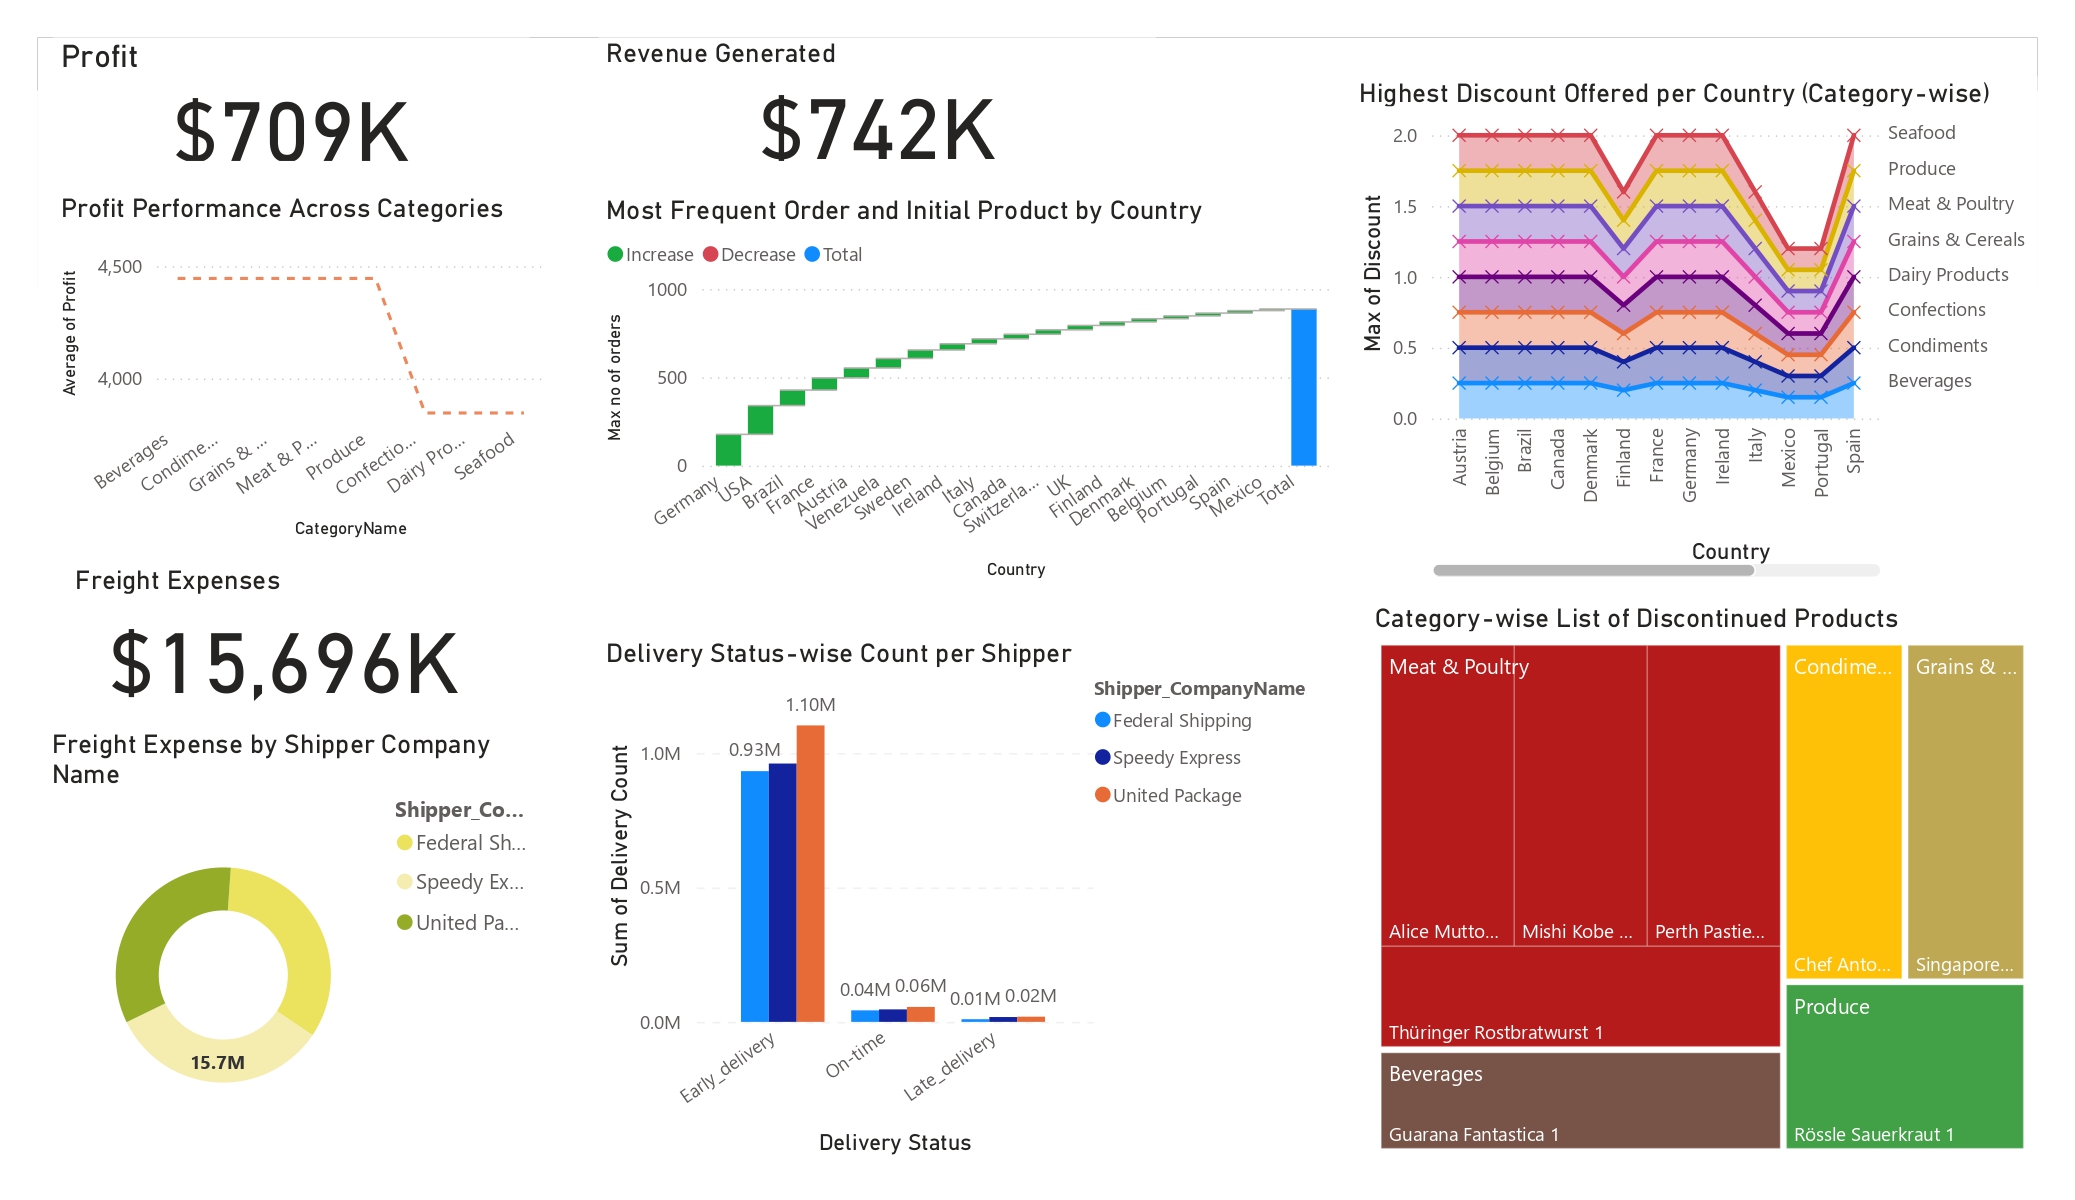 Profit
$709K
Profit Performance Across Categories
Average of Profit
4,500
4,000
Beverages
Condime...
Grains & ...
Meat & P...
Produce
Confectio...
Dairy Pro...
Seafood
CategoryName
Revenue Generated
$742K
Most Frequent Order and Initial Product by Country
Increase Decrease Total
Max no of orders
1000
500
0
Germany
USA
Brazil
France
Austria
Venezuela
Sweden
Ireland
Italy
Canada
Switzerla...
UK
Finland
Denmark
Belgium
Portugal
Spain
Mexico
Total
Country
Highest Discount Offered per Country (Category-wise)
Max of Discount
2.0
1.5
1.0
0.5
0.0
Seafood
Produce
Meat & Poultry
Grains & Cereals
Dairy Products
Confections
Condiments
Beverages
Austria
Belgium
Brazil
Canada
Denmark
Finland
France
Germany
Ireland
Italy
Mexico
Portugal
Spain
Country
Freight Expenses
$15,696K
Freight Expense by Shipper Company
Name
Shipper_Co...
Federal Sh...
Speedy Ex...
United Pa...
15.7M
Delivery Status-wise Count per Shipper
Shipper_CompanyName
Federal Shipping
Speedy Express
United Package
Sum of Delivery Count
1.0M
0.5M
0.0M
0.93M
1.10M
0.04M
0.06M
0.01M
0.02M
Early_delivery
On-time
Late_delivery
Delivery Status
Category-wise List of Discontinued Products
Meat & Poultry
Alice Mutto...
Mishi Kobe ...
Perth Pastie...
Thüringer Rostbratwurst 1
Beverages
Guarana Fantastica 1
Condime...
Chef Anto...
Grains & ...
Singapore...
Produce
Rössle Sauerkraut 1